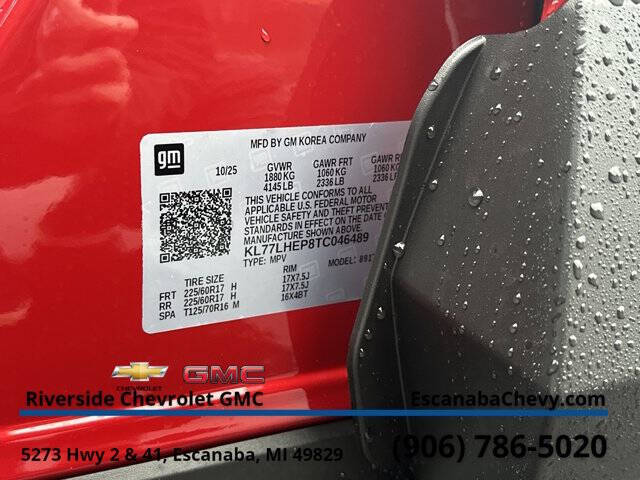 gm
MFD BY GM KOREA COMPANY
10/25
GVWR GAWR FRT GAWR
1880 KG 1060 KG 1060 KG
4145 LB 2336 LB 2336 LB
THIS VEHICLE CONFORMS TO ALL
APPLICABLE U.S. FEDERAL MOTOR
VEHICLE SAFETY AND THEFT PREVENTION
STANDARDS IN EFFECT ON THE DATE
MANUFACTURE SHOWN ABOVE.
KL77LHEP8TC046489
TYPE: MPV MODEL:
TIRE SIZE RIM
FRT 225/60R17 H 17X7.5J
RR 225/60R17 H 17X7.5J
SPA T125/70R16 M 16X4BT
CHEVROLET GMC
Riverside Chevrolet GMC EscanabaChevy.com
5273 Hwy 2 & 41, Escanaba, MI 49829 (906) 786-5020